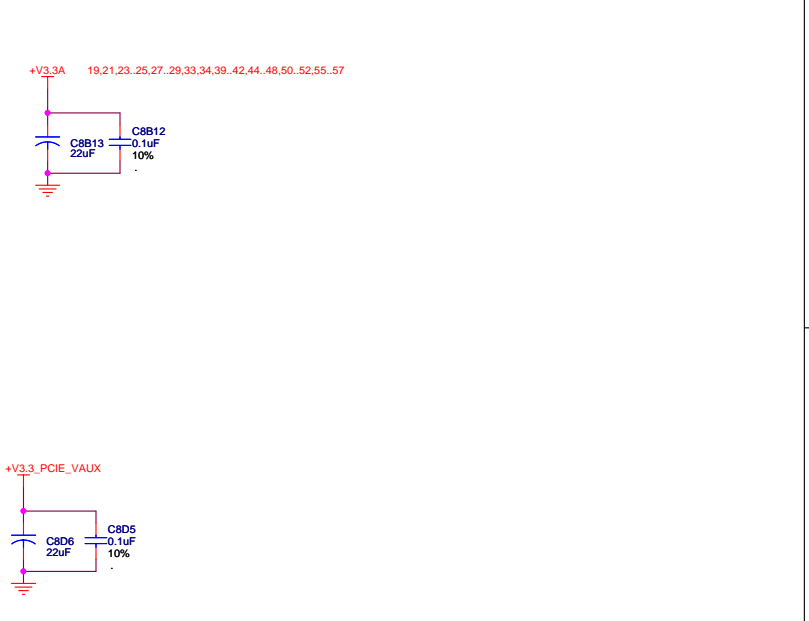 +V3.3A 19,21,23..25,27..29,33,34,39..42,44..48,50..52,55..57
C8B12
C8B13 0.1uF
22uF 10%
.
+V3.3_PCIE_VAUX
C8D5
C8D6 0.1uF
22uF 10%
.